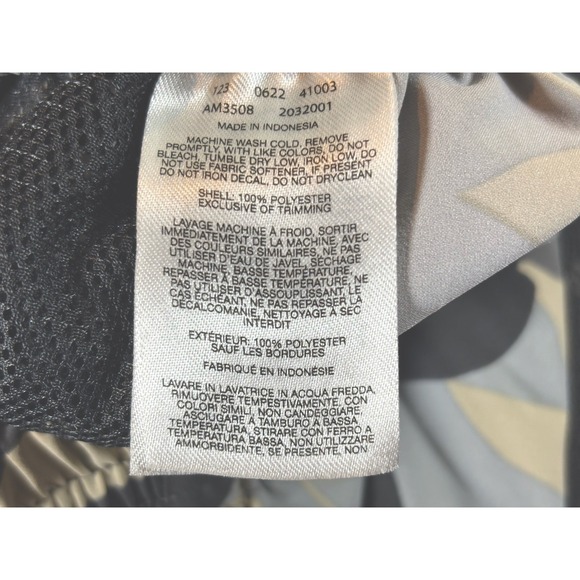 123 0622 41003
AM3508 2032001
MADE IN INDONESIA
MACHINE WASH COLD, REMOVE
PROMPTLY, WITH LIKE COLORS, DO NOT
BLEACH, TUMBLE DRY LOW, IRON LOW, DO
NOT USE FABRIC SOFTENER, IF PRESENT
DO NOT IRON DECAL, DO NOT DRYCLEAN
SHELL: 100% POLYESTER
EXCLUSIVE OF TRIMMING
LAVAGE MACHINE À FROID, SORTIR
IMMÉDIATEMENT DE LA MACHINE, AVEC
DES COULEURS SIMILAIRES, NE PAS
UTILISER D'EAU DE JAVEL, SÉCHAGE
MACHINE, BASSE TEMPÉRATURE,
REPASSER À BASSE TEMPÉRATURE, NE
PAS UTILISER D'ASSOUPLISSANT, LE
CAS ÉCHÉANT, NE PAS REPASSER LA
DÉCALCOMANIE, NETTOYAGE À SEC
INTERDIT
EXTÉRIEUR: 100% POLYESTER
SAUF LES BORDURES
FABRIQUÉ EN INDONÉSIE
LAVARE IN LAVATRICE IN ACQUA FREDDA,
RIMUOVERE TEMPESTIVAMENTE, CON
COLORI SIMILI, NON CANDEGGIARE,
ASCIUGARE A TAMBURO A BASSA
TEMPERATURA, STIRARE CON FERRO A
TEMPERATURA BASSA, NON UTILIZZARE
AMMORBIDENTE, SE PRESENTE, NON